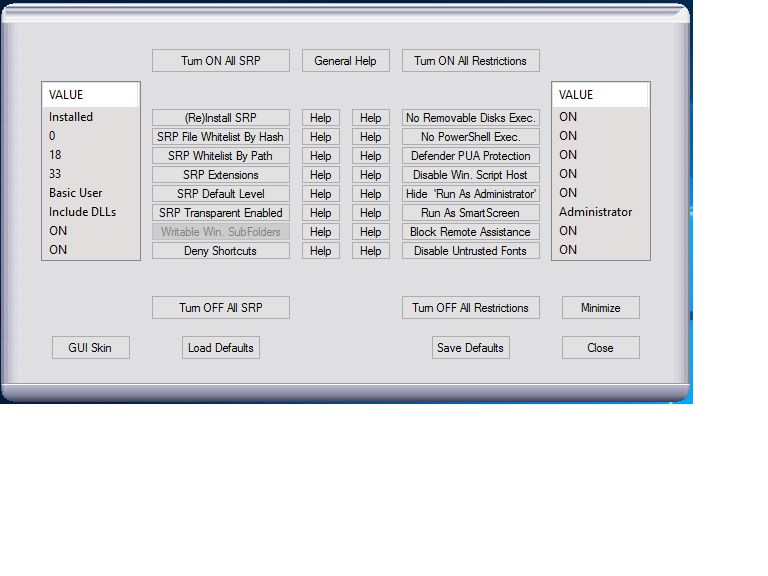 Turn ON All SRP General Help Turn ON All Restrictions
VALUE VALUE
Installed (Re)Install SRP Help Help No Removable Disks Exec. ON
0 SRP File Whitelist By Hash Help Help No PowerShell Exec. ON
18 SRP Whitelist By Path Help Help Defender PUA Protection ON
33 SRP Extensions Help Help Disable Win. Script Host ON
Basic User SRP Default Level Help Help Hide 'Run As Administrator' ON
Include DLLs SRP Transparent Enabled Help Help Run As SmartScreen Administrator
ON Writable Win. SubFolders Help Help Block Remote Assistance ON
ON Deny Shortcuts Help Help Disable Untrusted Fonts ON
Turn OFF All SRP Turn OFF All Restrictions Minimize
GUI Skin Load Defaults Save Defaults Close